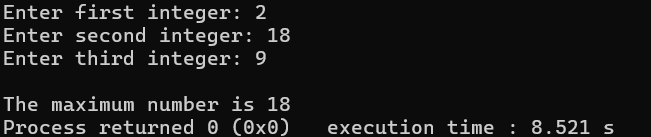 Enter first integer: 2
Enter second integer: 18
Enter third integer: 9
The maximum number is 18
Process returned 0 (0x0)   execution time : 8.521 s